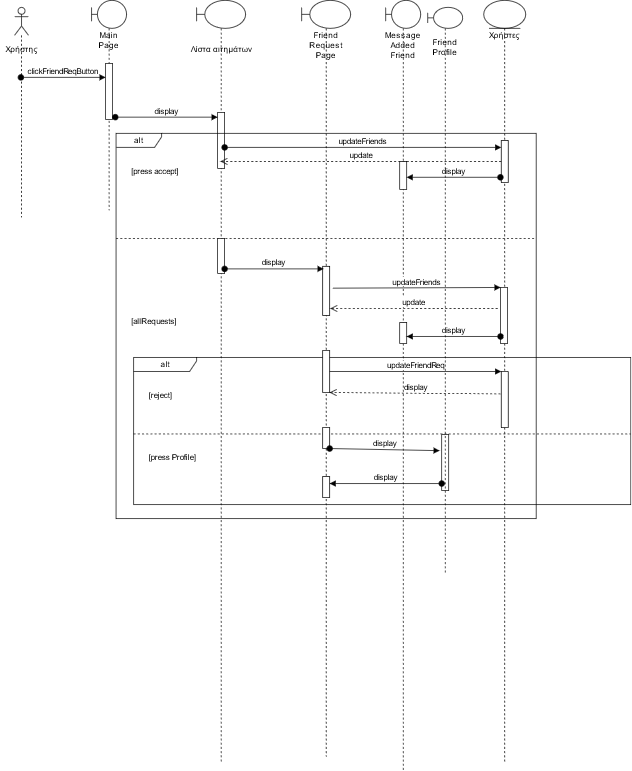 Χρήστης
Main
Page
Λίστα αιτημάτων
Friend
Request
Page
Message
Added
Friend
Friend
Profile
Χρήστες
clickFriendReqButton
display
alt
updateFriends
update
[press accept]
display
display
updateFriends
update
[allRequests]
display
alt
updateFriendReq
display
[reject]
display
[press Profile]
display